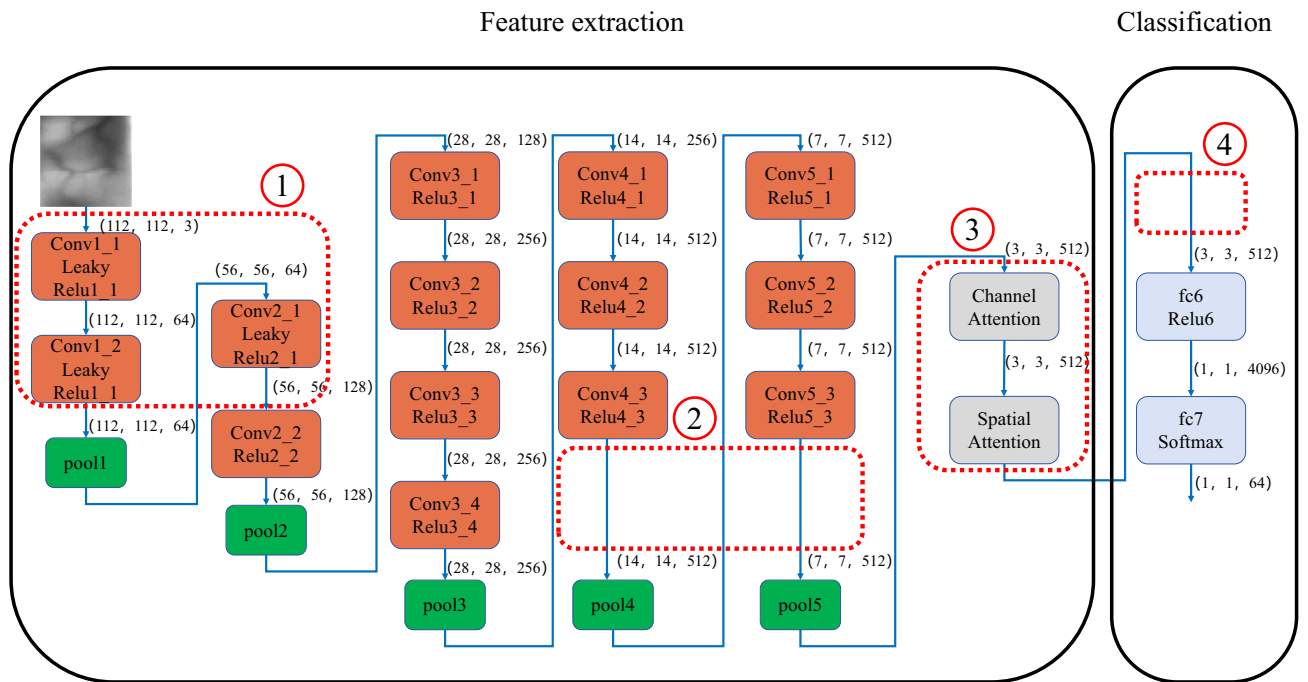 Feature extraction
Classification
1
(112, 112, 3)
Conv1_1
Leaky
Relu1_1
(112, 112, 64)
Conv1_2
Leaky
Relu1_1
(112, 112, 64)
pool1
(56, 56, 64)
Conv2_1
Leaky
Relu2_1
(56, 56, 128)
Conv2_2
Relu2_2
(56, 56, 128)
pool2
(28, 28, 128)
Conv3_1
Relu3_1
(28, 28, 256)
Conv3_2
Relu3_2
(28, 28, 256)
Conv3_3
Relu3_3
(28, 28, 256)
Conv3_4
Relu3_4
(28, 28, 256)
pool3
(14, 14, 256)
Conv4_1
Relu4_1
(14, 14, 512)
Conv4_2
Relu4_2
(14, 14, 512)
Conv4_3
Relu4_3
2
(14, 14, 512)
pool4
(7, 7, 512)
Conv5_1
Relu5_1
(7, 7, 512)
Conv5_2
Relu5_2
(7, 7, 512)
Conv5_3
Relu5_3
(7, 7, 512)
pool5
3
(3, 3, 512)
Channel
Attention
(3, 3, 512)
Spatial
Attention
4
(3, 3, 512)
fc6
Relu6
(1, 1, 4096)
fc7
Softmax
(1, 1, 64)